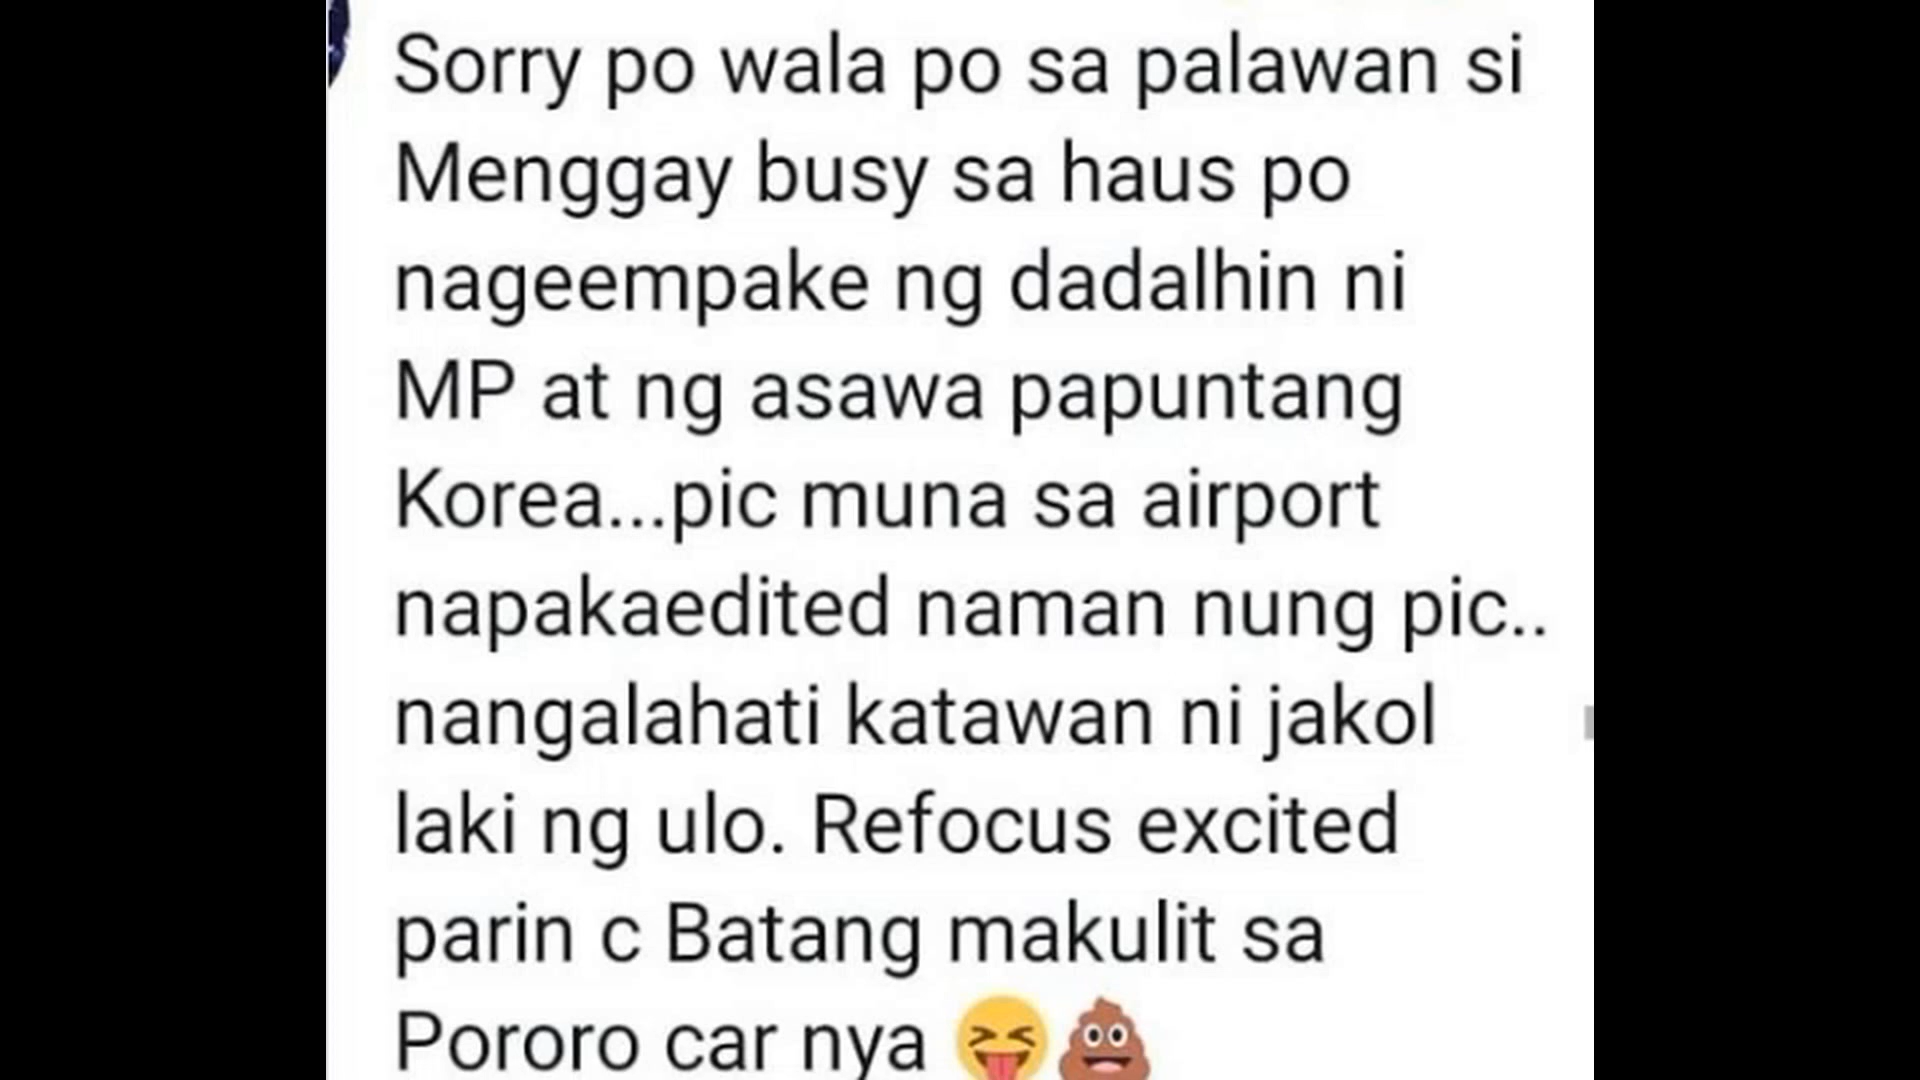 Sorry po wala po sa palawan si
Menggay busy sa haus po
nageempake ng dadalhin ni
MP at ng asawa papuntang
Korea...pic muna sa airport
napakaedited naman nung pic..
nangalahati katawan ni jakol
laki ng ulo. Refocus excited
parin c Batang makulit sa
Pororo car nya 😝💩